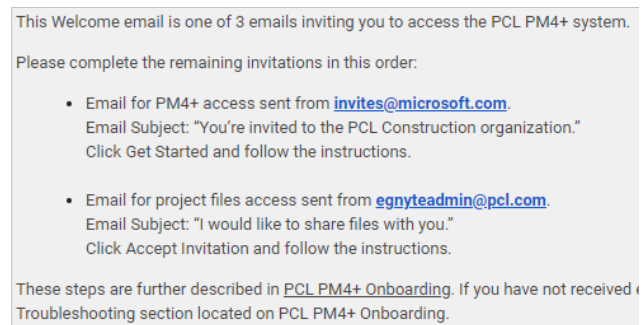 This Welcome email is one of 3 emails inviting you to access the PCL PM4+ system.
Please complete the remaining invitations in this order:
• Email for PM4+ access sent from invites@microsoft.com.
Email Subject: “You’re invited to the PCL Construction organization.”
Click Get Started and follow the instructions.
• Email for project files access sent from egnyteadmin@pcl.com.
Email Subject: “I would like to share files with you.”
Click Accept Invitation and follow the instructions.
These steps are further described in PCL PM4+ Onboarding. If you have not received
Troubleshooting section located on PCL PM4+ Onboarding.